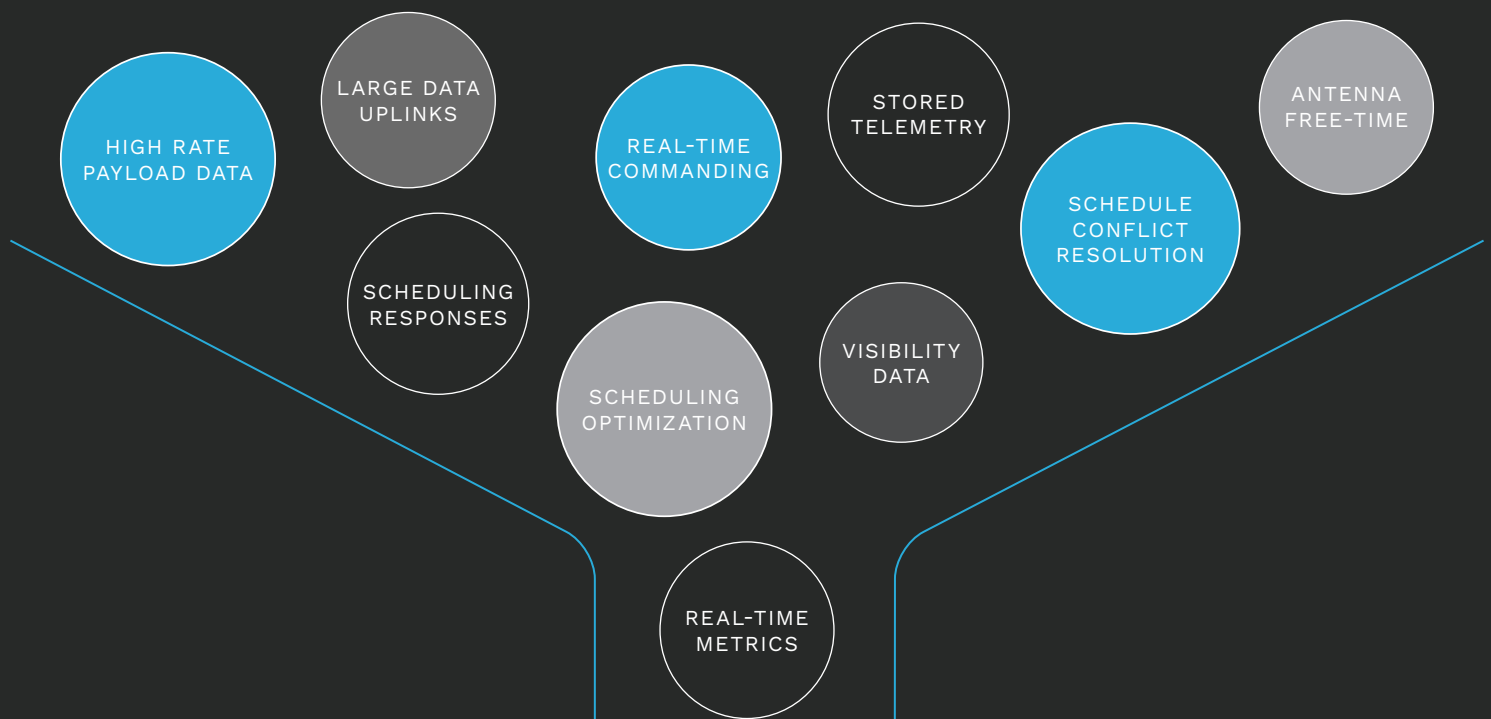 HIGH RATE
PAYLOAD DATA
LARGE DATA
UPLINKS
REAL-TIME
COMMANDING
STORED
TELEMETRY
ANTENNA
FREE-TIME
SCHEDULE
CONFLICT
RESOLUTION
SCHEDULING
RESPONSES
SCHEDULING
OPTIMIZATION
VISIBILITY
DATA
REAL-TIME
METRICS